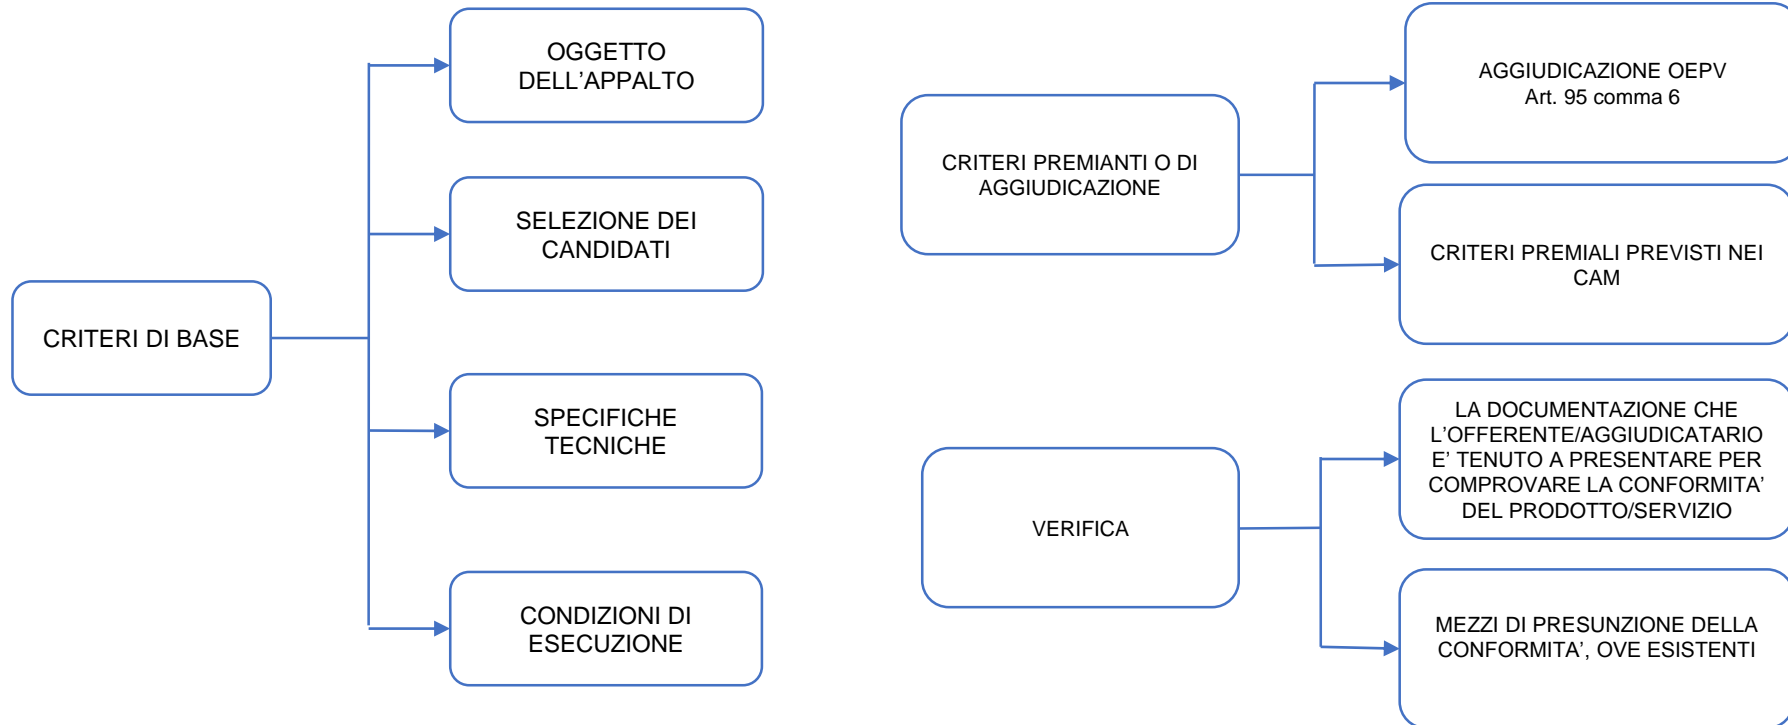 CRITERI DI BASE
OGGETTO
DELL’APPALTO
SELEZIONE DEI
CANDIDATI
SPECIFICHE
TECNICHE
CONDIZIONI DI
ESECUZIONE
CRITERI PREMIANTI O DI
AGGIUDICAZIONE
AGGIUDICAZIONE OEPV
Art. 95 comma 6
CRITERI PREMIALI PREVISTI NEI
CAM
VERIFICA
LA DOCUMENTAZIONE CHE
L’OFFERENTE/AGGIUDICATARIO
E’ TENUTO A PRESENTARE PER
COMPROVARE LA CONFORMITA’
DEL PRODOTTO/SERVIZIO
MEZZI DI PRESUNZIONE DELLA
CONFORMITA’, OVE ESISTENTI